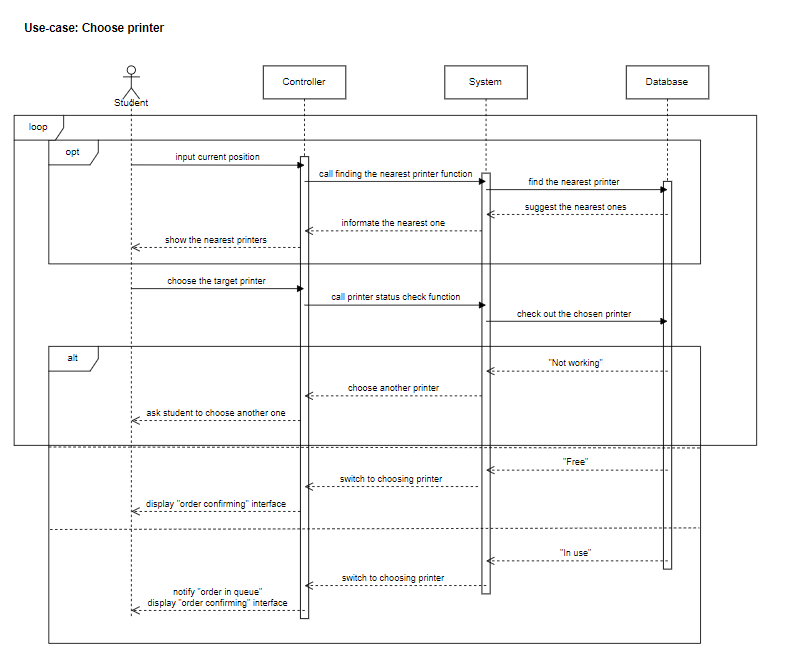 Use-case: Choose printer
Student
Controller
System
Database
loop
opt
input current position
call finding the nearest printer function
find the nearest printer
suggest the nearest ones
informate the nearest one
show the nearest printers
choose the target printer
call printer status check function
check out the chosen printer
alt
"Not working"
choose another printer
ask student to choose another one
"Free"
switch to choosing printer
display "order confirming" interface
"In use"
switch to choosing printer
notify "order in queue"
display "order confirming" interface